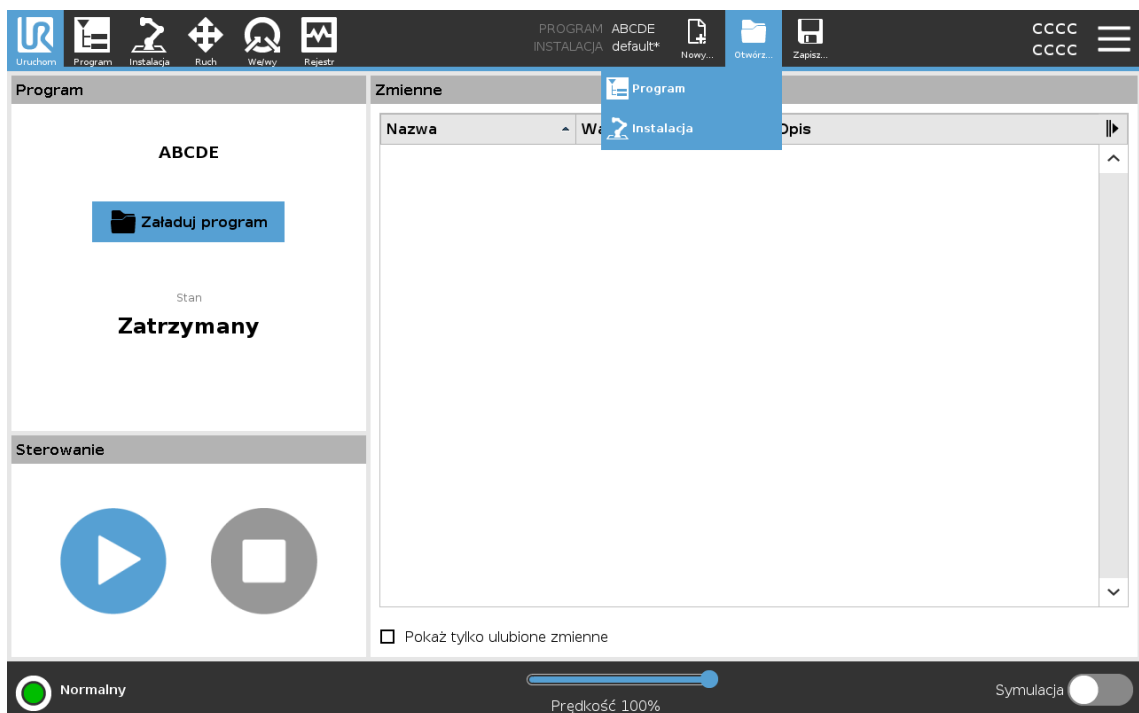 PROGRAM ABCDE
INSTALACJA default*
CCCC
CCCC
Uruchom Program Instalacja Ruch We/wy Rejestr Nowy... Otwórz... Zapisz...
Program
Zmienne
Program
Instalacja
Nazwa
Opis
ABCDE
Załaduj program
Stan
Zatrzymany
Sterowanie
Pokaż tylko ulubione zmienne
Normalny
Prędkość 100%
Symulacja